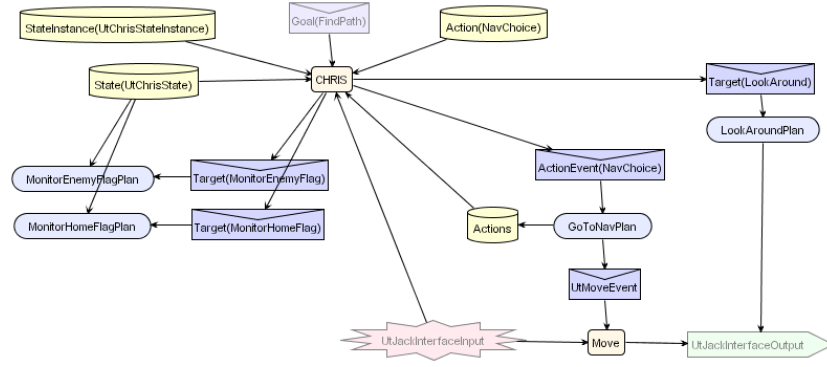 StateInstance(UtChrisStateInstance)
Goal(FindPath)
Action(NavChoice)
State(UtChrisState)
CHRIS
Target(LookAround)
LookAroundPlan
MonitorEnemyFlagPlan
Target(MonitorEnemyFlag)
ActionEvent(NavChoice)
MonitorHomeFlagPlan
Target(MonitorHomeFlag)
Actions
GoToNavPlan
UtMoveEvent
UtJackInterfaceInput
Move
UtJackInterfaceOutput